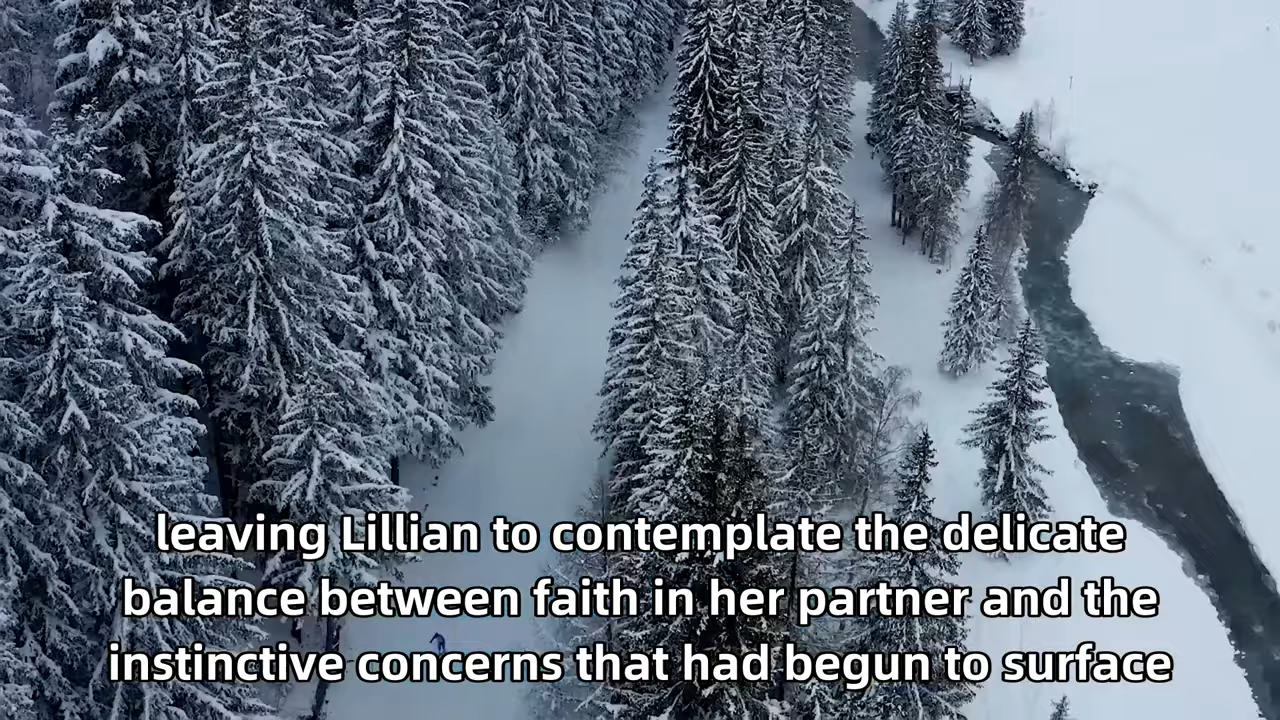 leaving Lillian to contemplate the delicate
balance between faith in her partner and the
instinctive concerns that had begun to surface